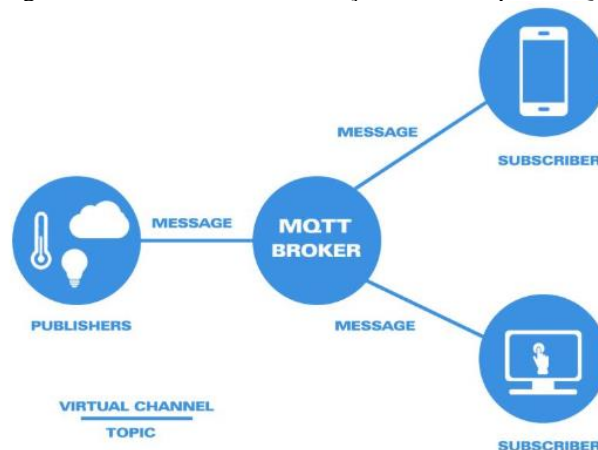 MESSAGE
SUBSCRIBER
MESSAGE
MQTT
BROKER
PUBLISHERS
MESSAGE
VIRTUAL CHANNEL
TOPIC
SUBSCRIBER